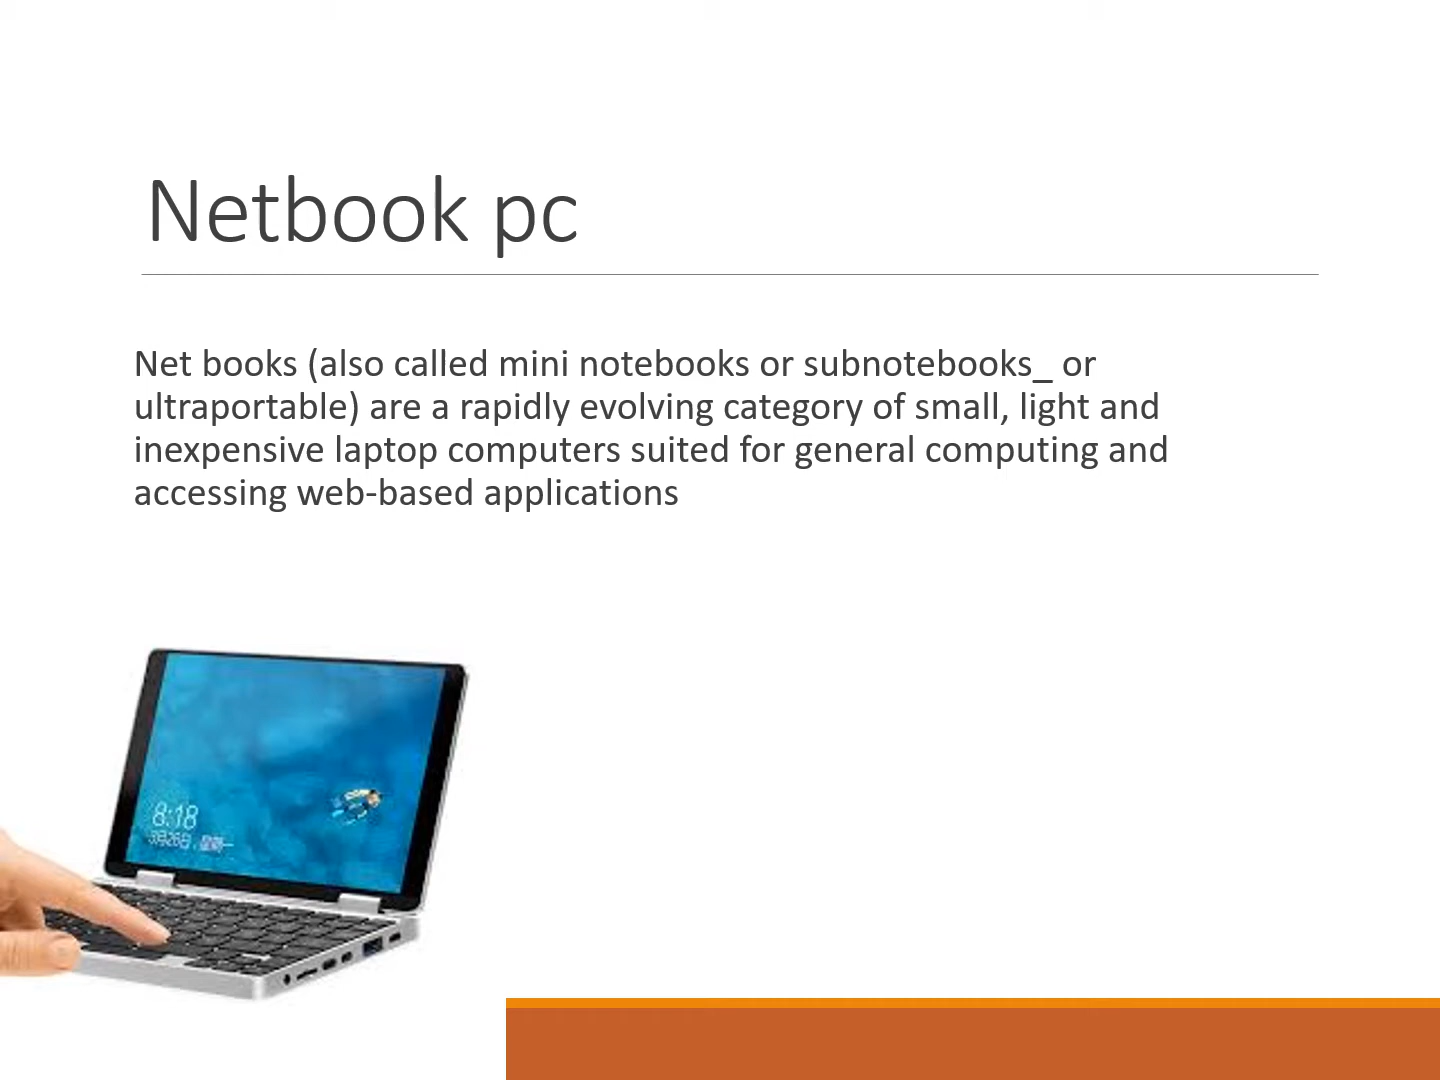 Netbook pc
Net books (also called mini notebooks or subnotebooks_ or
ultraportable) are a rapidly evolving category of small, light and
inexpensive laptop computers suited for general computing and
accessing web-based applications
8:18